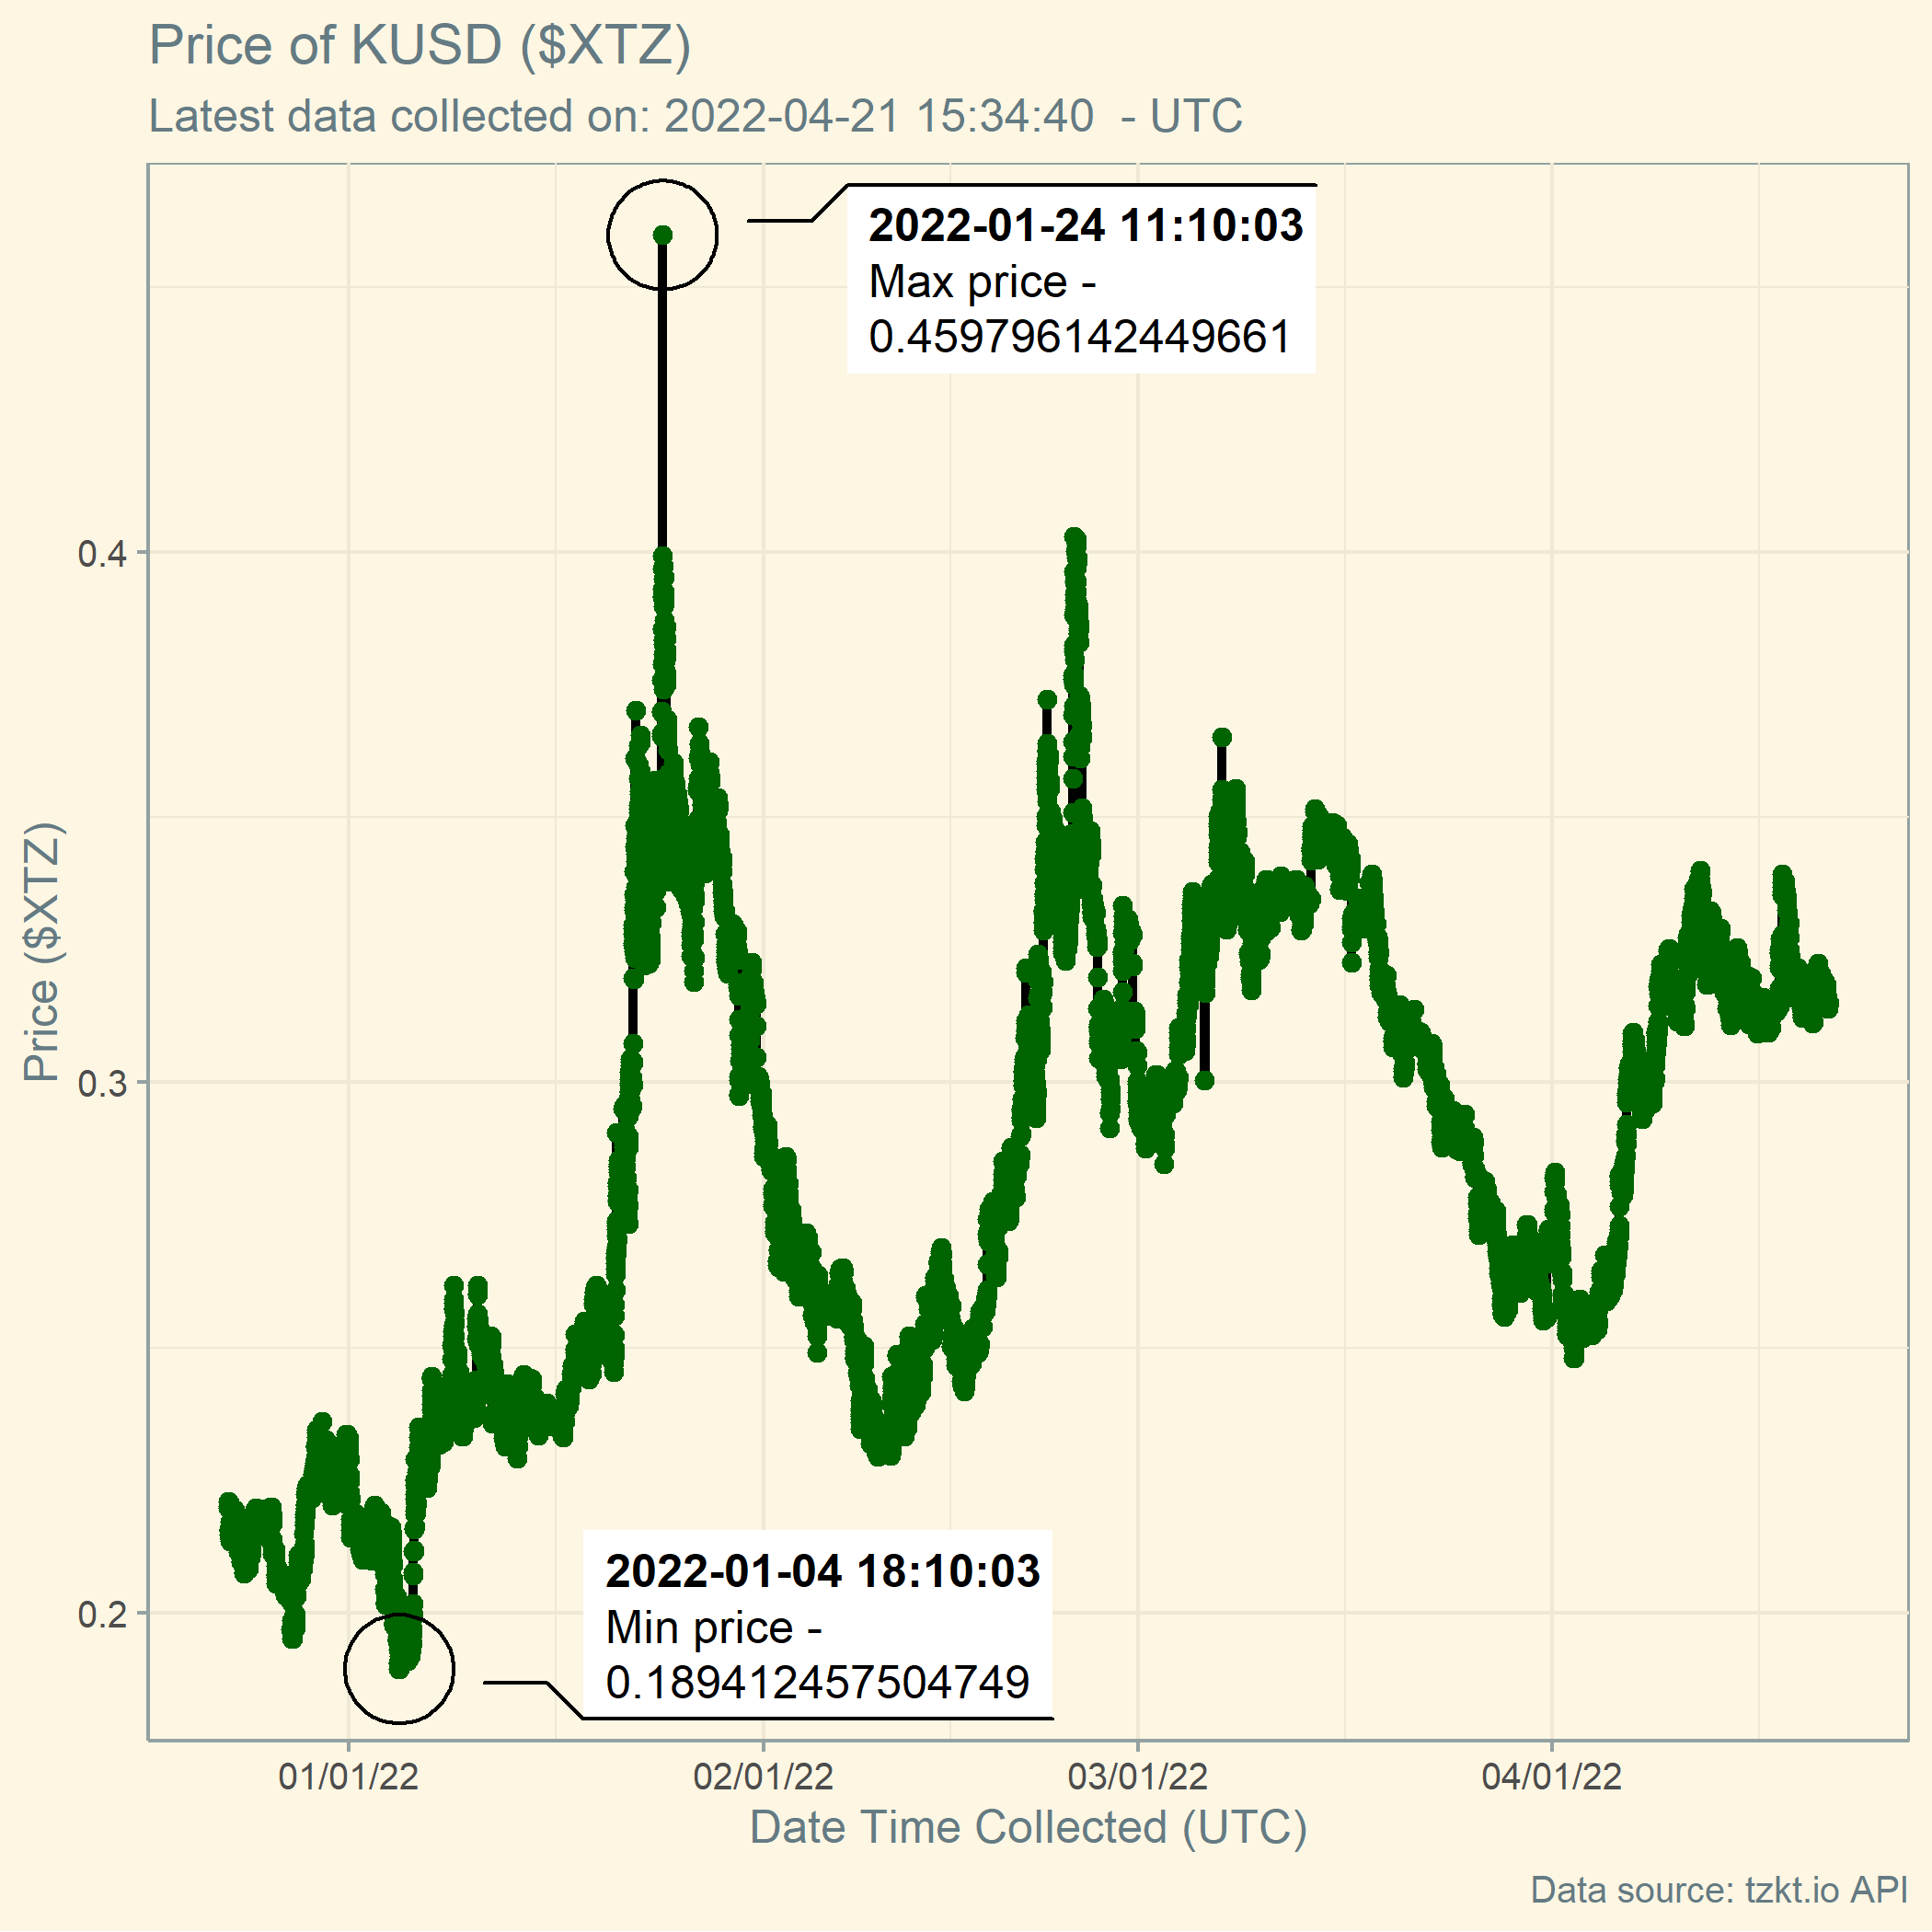 Price of KUSD ($XTZ)
Latest data collected on: 2022-04-21 15:34:40  - UTC
2022-01-24 11:10:03
Max price -
0.459796142449661
0.4
0.3
0.2
Price ($XTZ)
2022-01-04 18:10:03
Min price -
0.189412457504749
01/01/22
02/01/22
03/01/22
04/01/22
Date Time Collected (UTC)
Data source: tzkt.io API